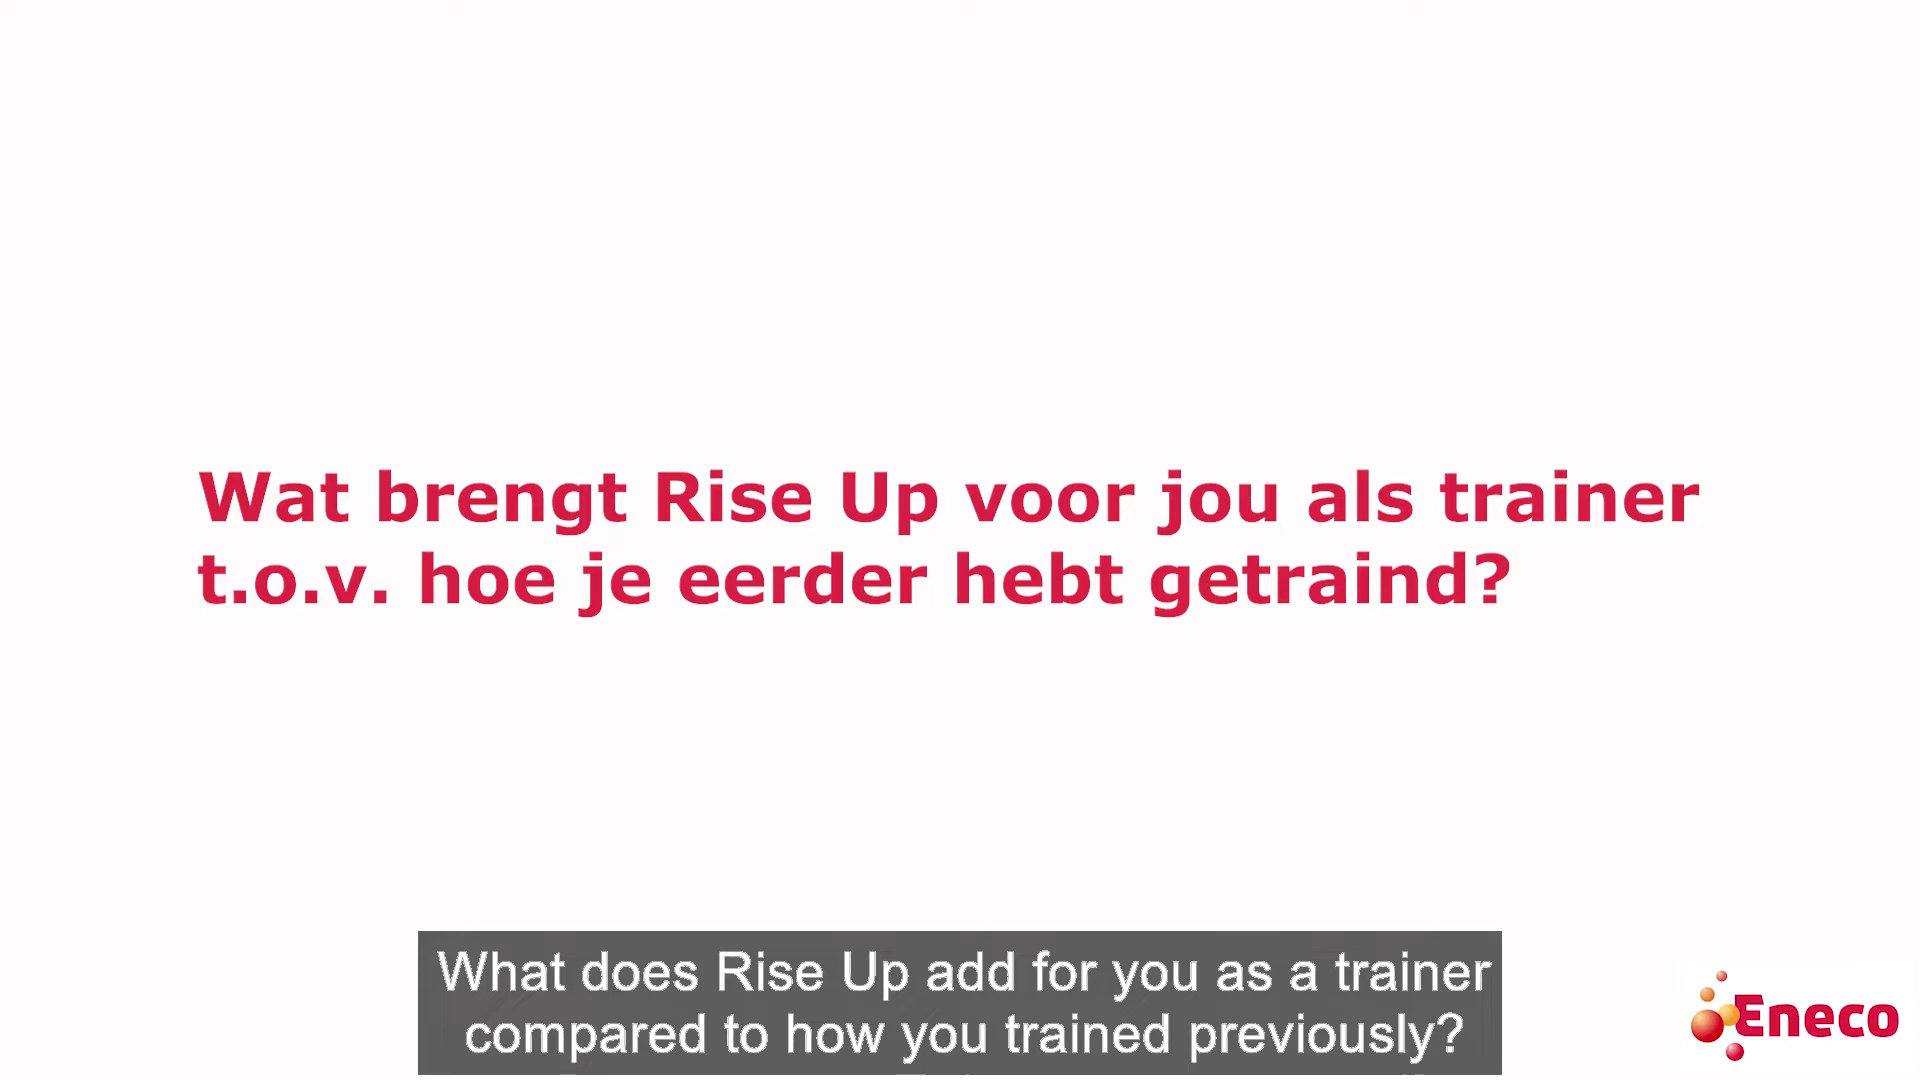 Wat brengt Rise Up voor jou als trainer
t.o.v. hoe je eerder hebt getraind?
What does Rise Up add for you as a trainer
compared to how you trained previously?
Eneco